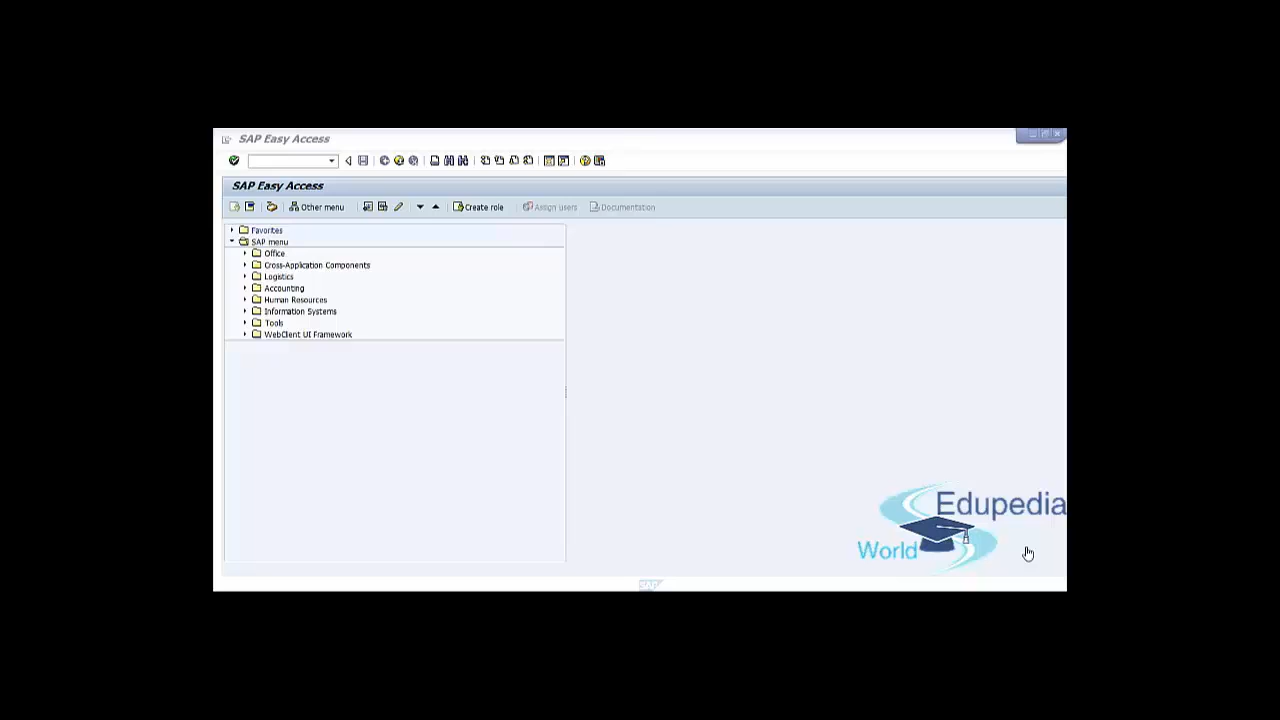 SAP Easy Access
SAP Easy Access
Other menu Create role Assign users Documentation
Favorites
SAP menu
Office
Cross-Application Components
Logistics
Accounting
Human Resources
Information Systems
Tools
WebClient UI Framework
Edupedia
World
SAP